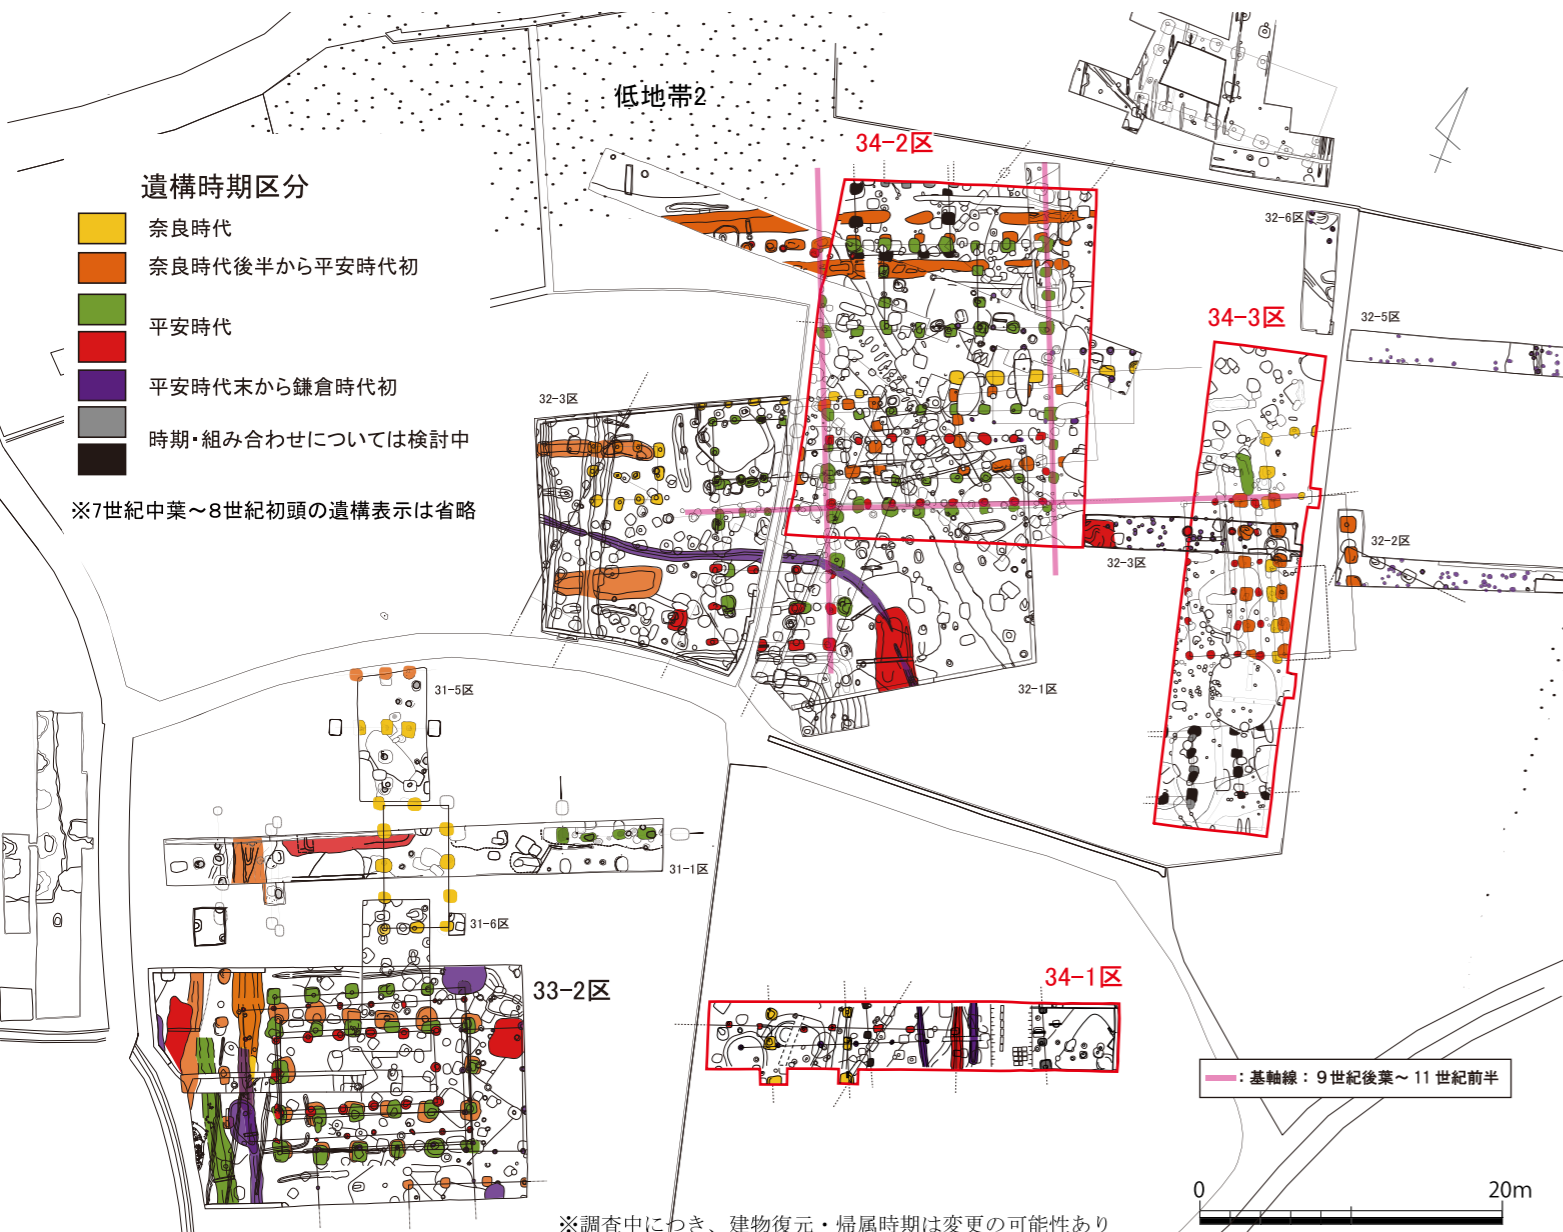 低地帯2
34-2区
遺構時期区分
奈良時代
奈良時代後半から平安時代初
平安時代
平安時代末から鎌倉時代初
時期・組み合わせについては検討中
※7世紀中葉～8世紀初頭の遺構表示は省略
32-6区
34-3区
32-5区
32-3区
32-2区
32-3区
32-1区
31-5区
31-1区
31-6区
33-2区
34-1区
：基軸線：９世紀後葉～11世紀前半
0
20m
※調査中につき、建物復元・帰属時期は変更の可能性あり